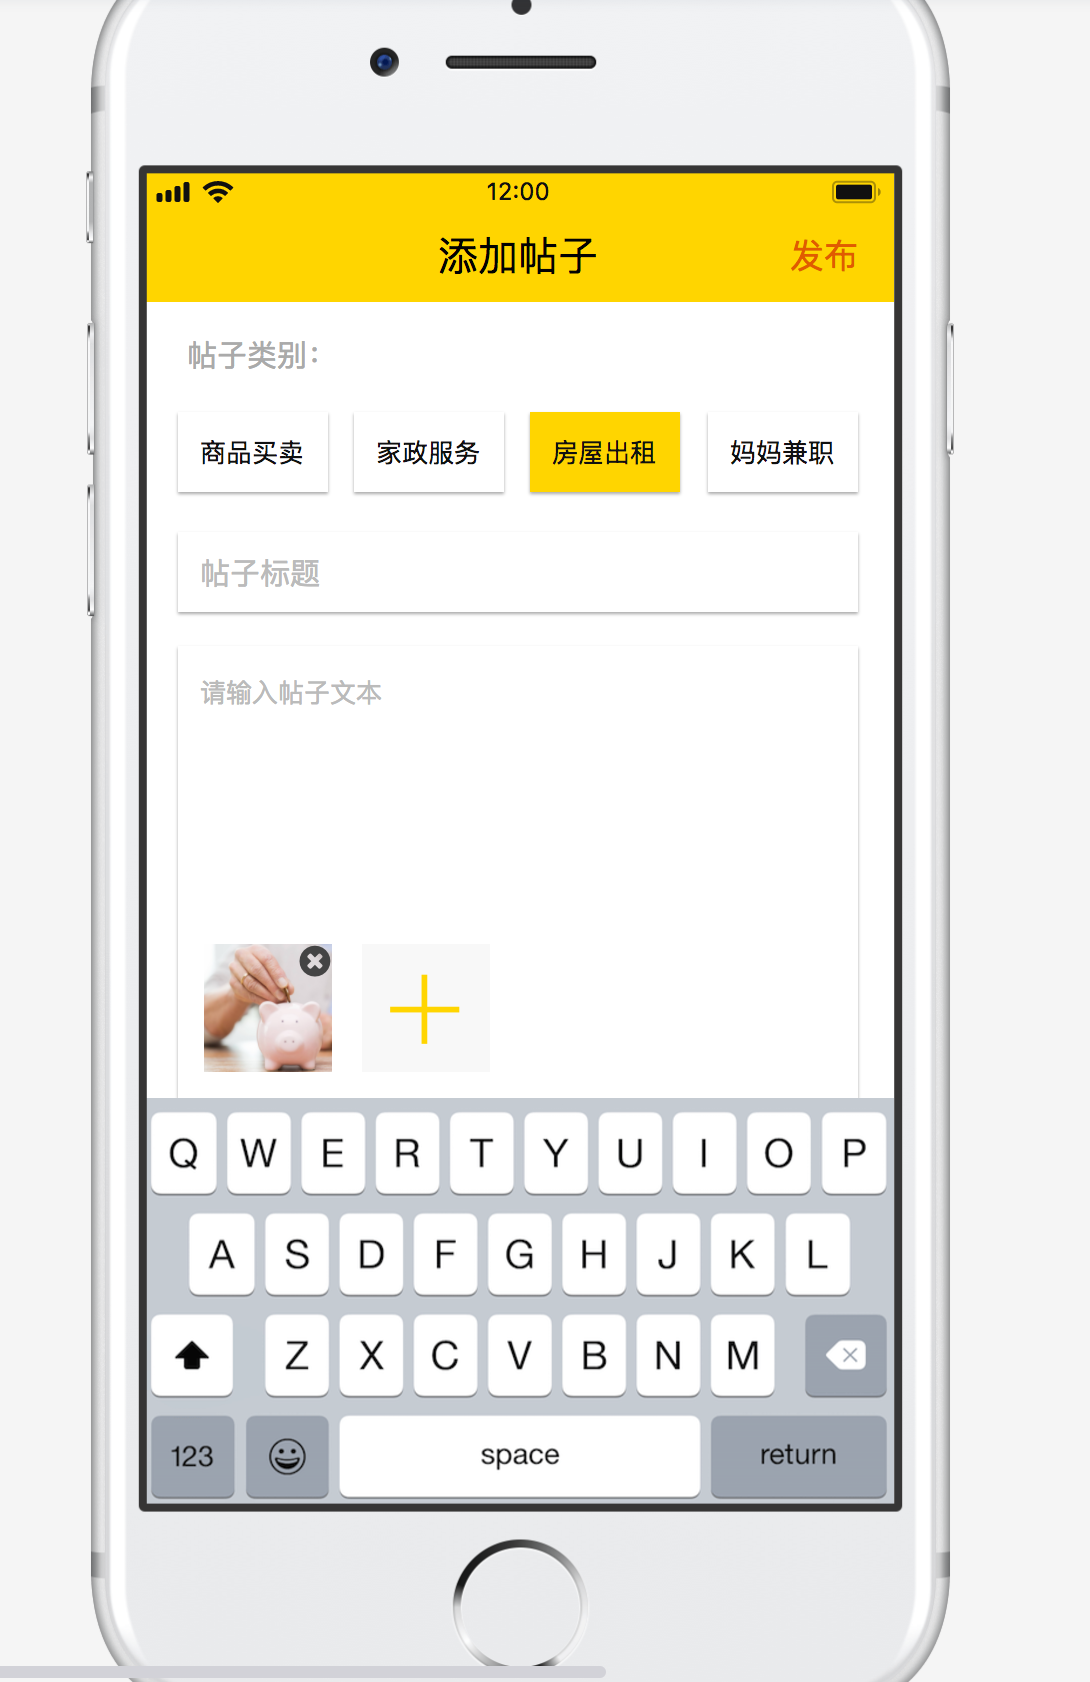 12:00
添加帖子
发布
帖子类别：
商品买卖 家政服务 房屋出租 妈妈兼职
帖子标题
请输入帖子文本
Q W E R T Y U I O P
A S D F G H J K L
Z X C V B N M
123 space return